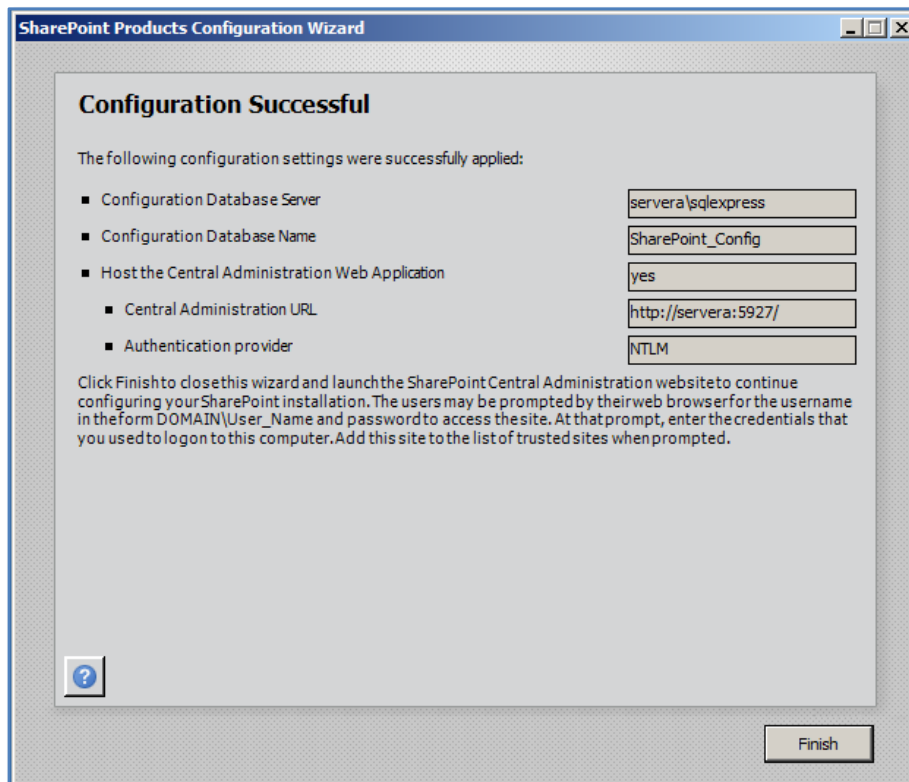 SharePoint Products Configuration Wizard
Configuration Successful
The following configuration settings were successfully applied:
Configuration Database Server
servera\sqlexpress
Configuration Database Name
SharePoint_Config
Host the Central Administration Web Application
yes
Central Administration URL
http://servera:5927/
Authentication provider
NTLM
Click Finish to close this wizard and launch the SharePoint Central Administration website to continue
configuring your SharePoint installation. The users may be prompted by their web browser for the username
in the form DOMAIN\User_Name and password to access the site. At that prompt, enter the credentials that
you used to logon to this computer. Add this site to the list of trusted sites when prompted.
?
Finish